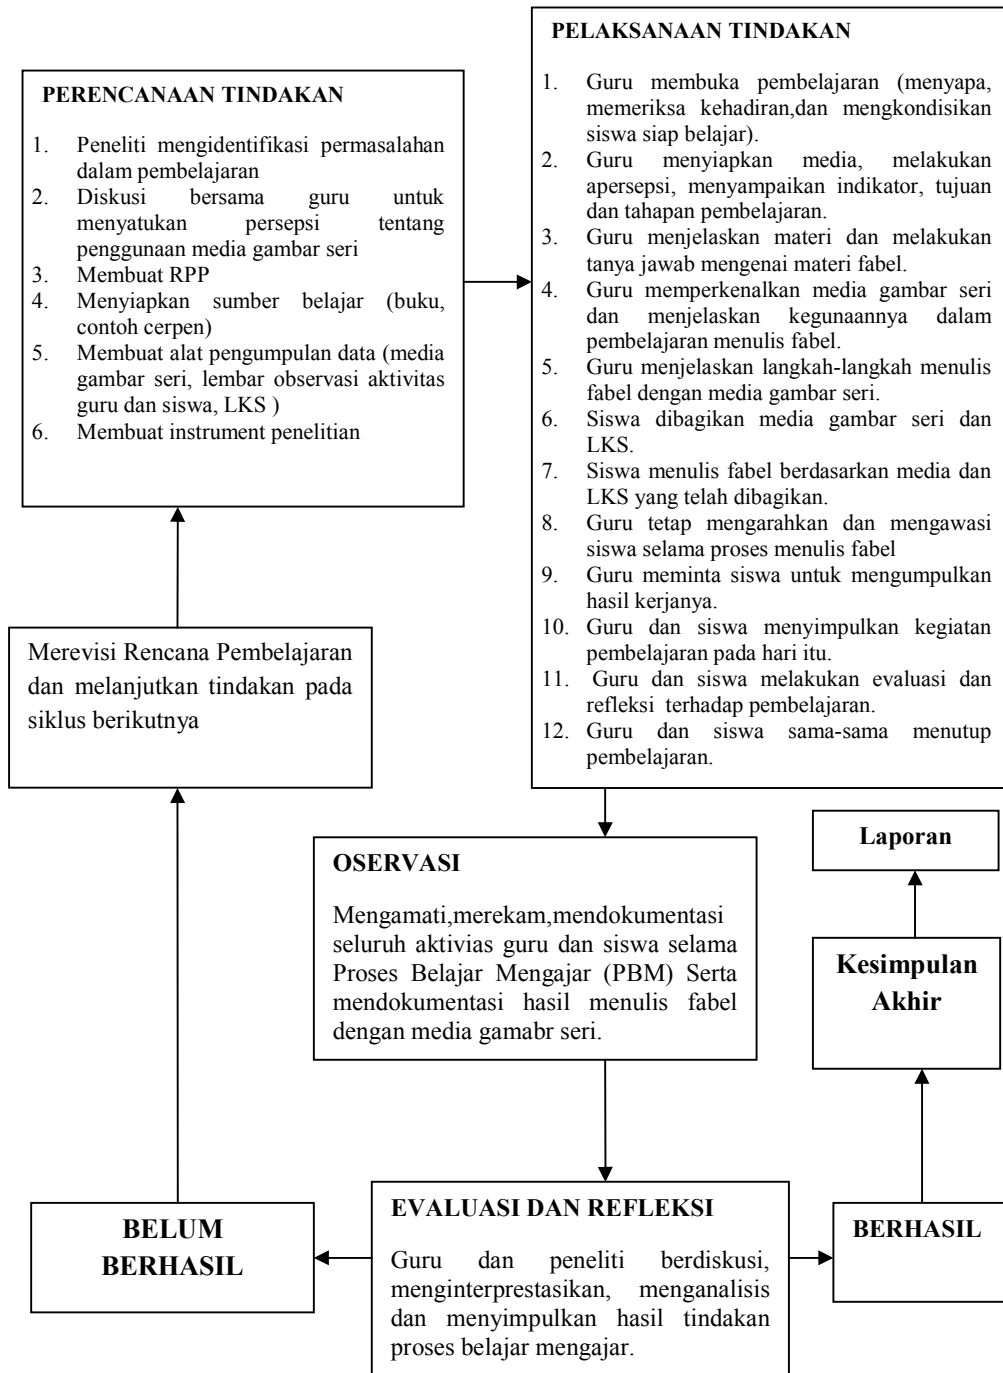 PERENCANAAN TINDAKAN
1. Peneliti mengidentifikasi permasalahan
dalam pembelajaran
2. Diskusi bersama guru untuk
menyatukan persepsi tentang
penggunaan media gambar seri
3. Membuat RPP
4. Menyiapkan sumber belajar (buku,
contoh cerpen)
5. Membuat alat pengumpulan data (media
gambar seri, lembar observasi aktivitas
guru dan siswa, LKS )
6. Membuat instrument penelitian
PELAKSANAAN TINDAKAN
1. Guru membuka pembelajaran (menyapa,
memeriksa kehadiran,dan mengkondisikan
siswa siap belajar).
2. Guru menyiapkan media, melakukan
apersepsi, menyampaikan indikator, tujuan
dan tahapan pembelajaran.
3. Guru menjelaskan materi dan melakukan
tanya jawab mengenai materi fabel.
4. Guru memperkenalkan media gambar seri
dan menjelaskan kegunaannya dalam
pembelajaran menulis fabel.
5. Guru menjelaskan langkah-langkah menulis
fabel dengan media gambar seri.
6. Siswa dibagikan media gambar seri dan
LKS.
7. Siswa menulis fabel berdasarkan media dan
LKS yang telah dibagikan.
8. Guru tetap mengarahkan dan mengawasi
siswa selama proses menulis fabel
9. Guru meminta siswa untuk mengumpulkan
hasil kerjanya.
10. Guru dan siswa menyimpulkan kegiatan
pembelajaran pada hari itu.
11. Guru dan siswa melakukan evaluasi dan
refleksi terhadap pembelajaran.
12. Guru dan siswa sama-sama menutup
pembelajaran.
Merevisi Rencana Pembelajaran
dan melanjutkan tindakan pada
siklus berikutnya
OSERVASI
Mengamati,merekam,mendokumentasi
seluruh aktivias guru dan siswa selama
Proses Belajar Mengajar (PBM) Serta
mendokumentasi hasil menulis fabel
dengan media gamabr seri.
Laporan
Kesimpulan
Akhir
BELUM
BERHASIL
EVALUASI DAN REFLEKSI
Guru dan peneliti berdiskusi,
menginterprestasikan, menganalisis
dan menyimpulkan hasil tindakan
proses belajar mengajar.
BERHASIL